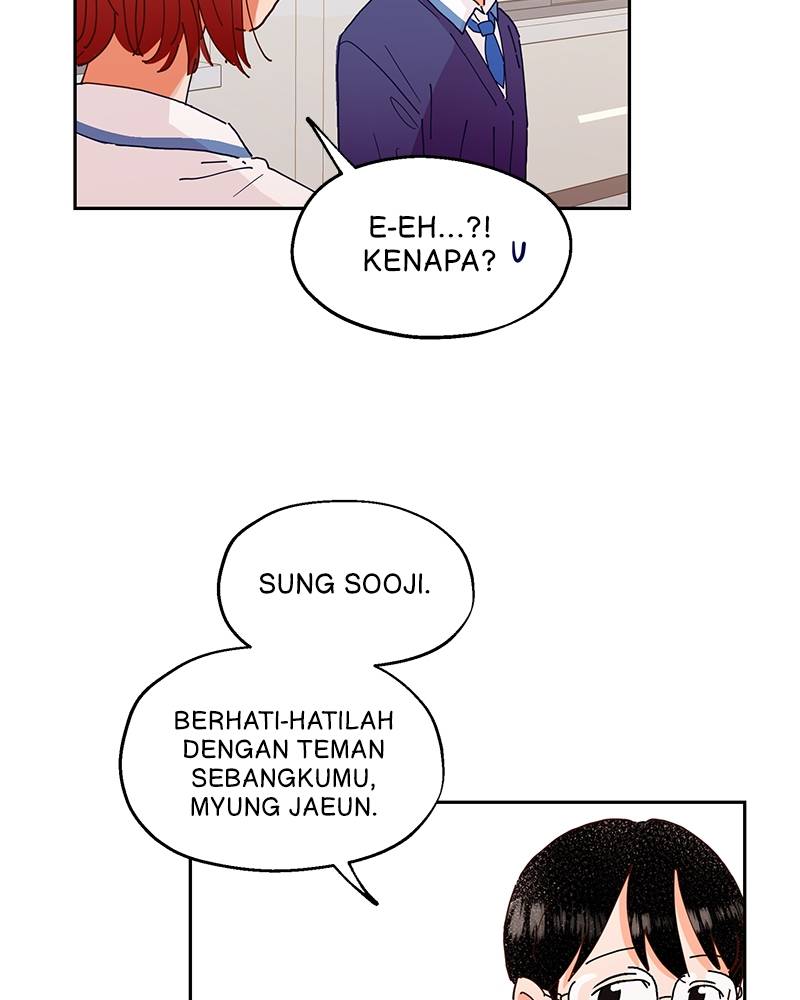 E-EH...?!
KENAPA?
SUNG SOOJI.
BERHATI-HATILAH
DENGAN TEMAN
SEBANGKUMU,
MYUNG JAEUN.